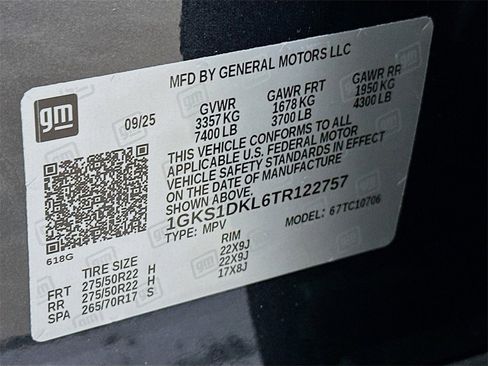 MFD BY GENERAL MOTORS LLC
gm
09/25
GVWR GAWR FRT GAWR RR
3357 KG 1678 KG 1950 KG
7400 LB 3700 LB 4300 LB
THIS VEHICLE CONFORMS TO ALL
APPLICABLE U.S. FEDERAL MOTOR
VEHICLE SAFETY STANDARDS IN EFFECT
ON THE DATE OF MANUFACTURE
SHOWN ABOVE.
1GKS1DKL6TR122757
618G
TYPE: MPV MODEL: 67TC10706
TIRE SIZE RIM
FRT 275/50R22 H 22X9J
RR 275/50R22 H 22X9J
SPA 265/70R17 S 17X8J